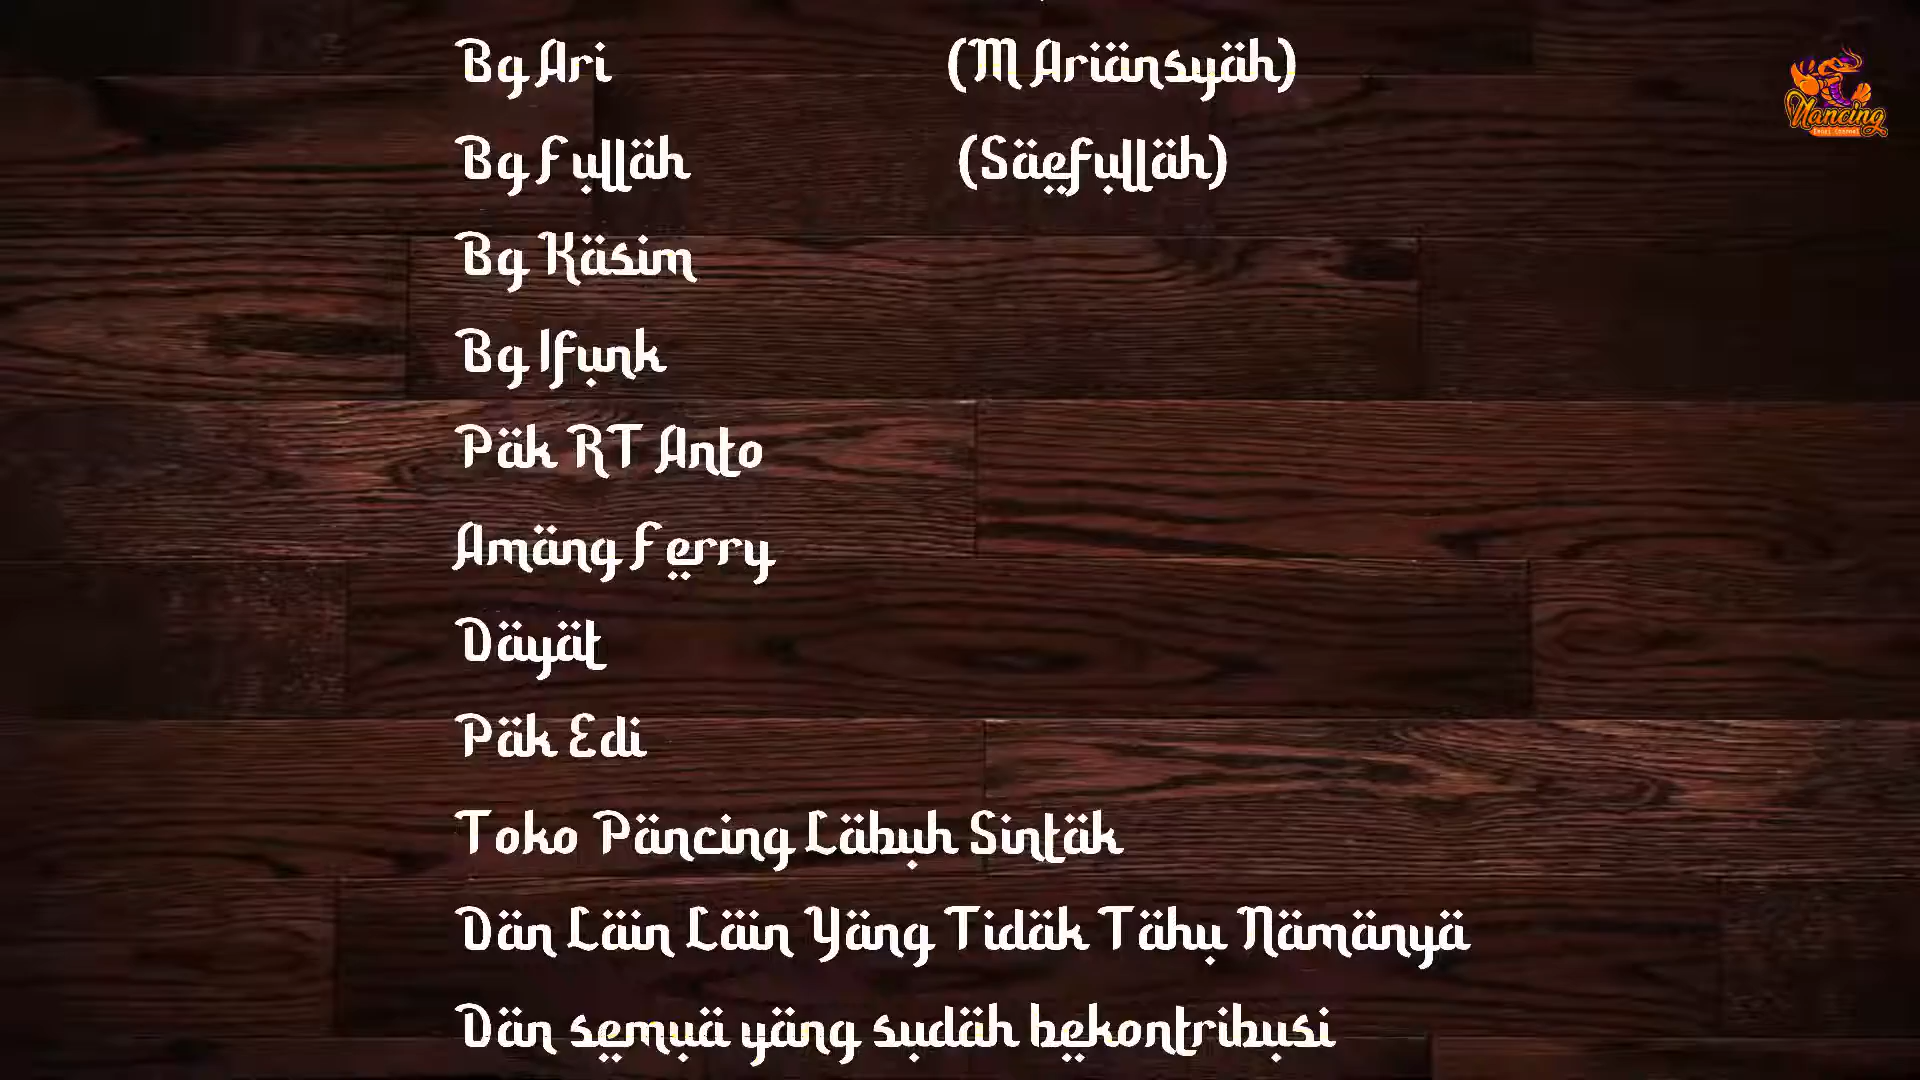 Bg Ari (M Ariansyah)
Bg Fullah (Saefullah)
Bg Kasim
Bg Ifunk
Pak RT Anto
Amang Ferry
Dayat
Pak Edi
Toko Pancing Labuh Sintak
Dan Lain Lain Yang Tidak Tahu Namanya
Dan semua yang sudah bekontribusi
Nancing